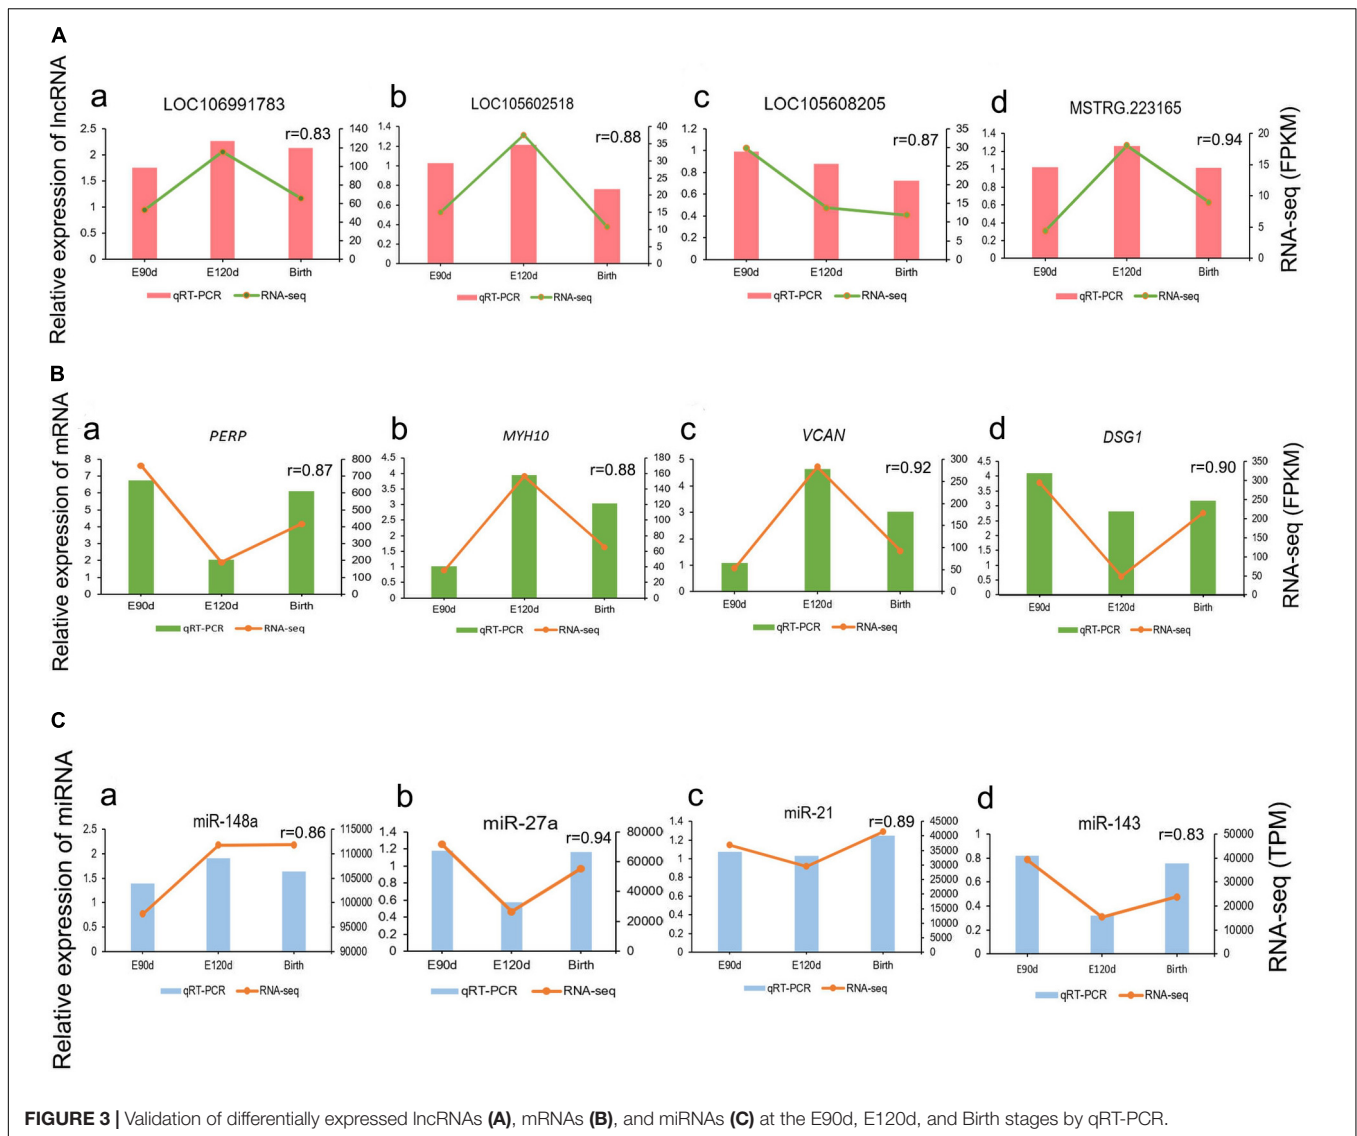 A
Relative expression of lncRNA
a
LOC106991783
r=0.83
2.5
2
1.5
1
0.5
0
140
120
100
80
60
40
20
0
E90d E120d Birth
qRT-PCR RNA-seq
b
LOC105602518
r=0.88
1.4
1.2
1
0.8
0.6
0.4
0.2
0
40
35
30
25
20
15
10
5
0
E90d E120d Birth
qRT-PCR RNA-seq
c
LOC105608205
r=0.87
1.2
1
0.8
0.6
0.4
0.2
0
35
30
25
20
15
10
5
0
E90d E120d Birth
qRT-PCR RNA-seq
d
MSTRG.223165
r=0.94
1.4
1.2
1
0.8
0.6
0.4
0.2
0
20
15
10
5
0
E90d E120d Birth
qRT-PCR RNA-seq
RNA-seq (FPKM)
B
Relative expression of mRNA
a
PERP
r=0.87
8
7
6
5
4
3
2
1
0
800
700
600
500
400
300
200
100
0
E90d E120d Birth
qRT-PCR RNA-seq
b
MYH10
r=0.88
4.5
4
3.5
3
2.5
2
1.5
1
0.5
0
180
160
140
120
100
80
60
40
20
0
E90d E120d Birth
qRT-PCR RNA-seq
c
VCAN
r=0.92
5
4
3
2
1
0
300
250
200
150
100
50
0
E90d E120d Birth
qRT-PCR RNA-seq
d
DSG1
r=0.90
4.5
4
3.5
3
2.5
2
1.5
1
0.5
0
350
300
250
200
150
100
50
0
E90d E120d Birth
qRT-PCR RNA-seq
RNA-seq (FPKM)
C
Relative expression of miRNA
a
miR-148a
r=0.86
2.5
2
1.5
1
0.5
0
115000
110000
105000
100000
95000
90000
E90d E120d Birth
qRT-PCR RNA-seq
b
miR-27a
r=0.94
1.4
1.2
1
0.8
0.6
0.4
0.2
0
80000
60000
40000
20000
0
E90d E120d Birth
qRT-PCR RNA-seq
c
miR-21
r=0.89
1.4
1.2
1
0.8
0.6
0.4
0.2
0
45000
40000
35000
30000
25000
20000
15000
10000
5000
0
E90d E120d Birth
qRT-PCR RNA-seq
d
miR-143
r=0.83
1
0.8
0.6
0.4
0.2
0
50000
40000
30000
20000
10000
0
E90d E120d Birth
qRT-PCR RNA-seq
RNA-seq (TPM)
FIGURE 3 | Validation of differentially expressed lncRNAs (A), mRNAs (B), and miRNAs (C) at the E90d, E120d, and Birth stages by qRT-PCR.